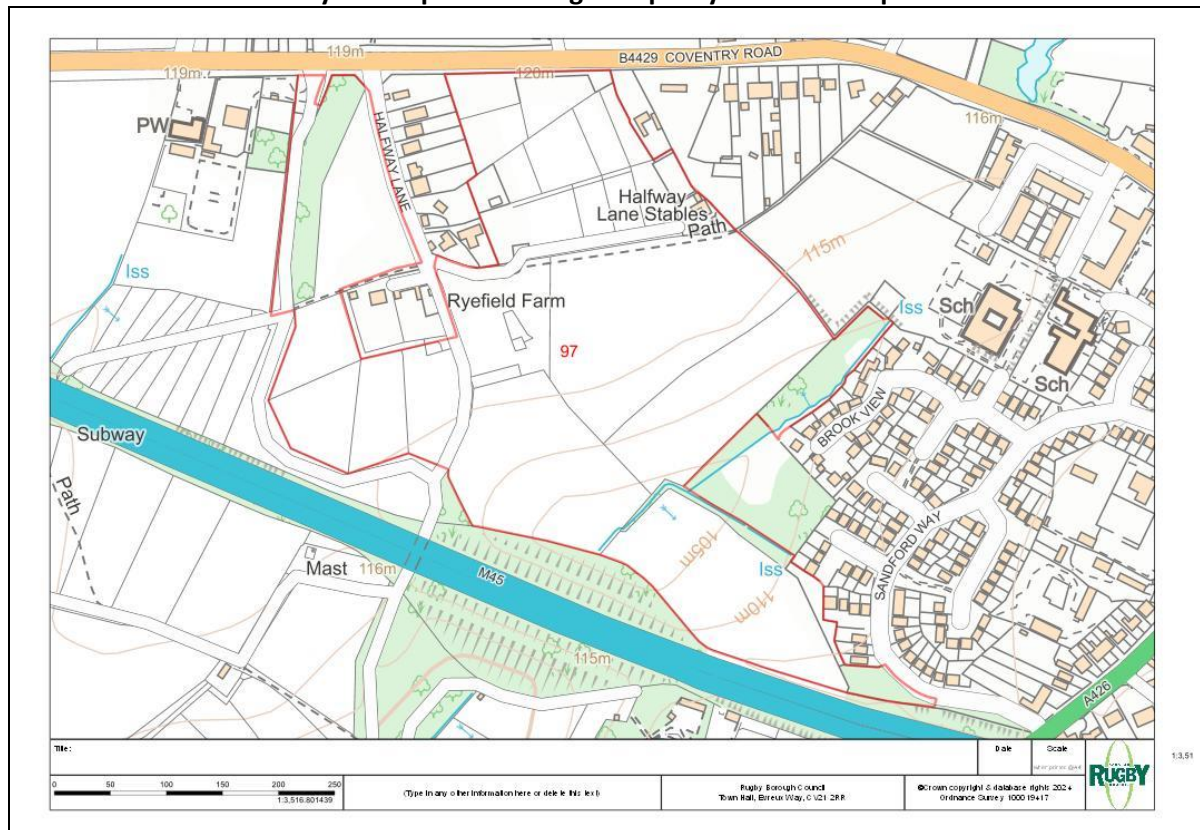 119m
B4429 COVENTRY ROAD
119m
120m
116m
PW
HALFWAY LANE
Halfway
Lane Stables
Path
115m
Iss
Ryefield Farm
Iss
Sch
97
Sch
BROOK VIEW
Subway
Path
SANDFORD WAY
105m
Mast
116m
M45
Iss
110m
115m
A426
Title:
Date
Scale
0 50 100 150 200 250
1:3,516.801439
(Type in any other information here or delete this text)
Rugby Borough Council
Town Hall, Evreux Way, CV21 2RR
©Crown copyright & database rights 2024
Ordnance Survey 100019417
RUGBY
1:3,51